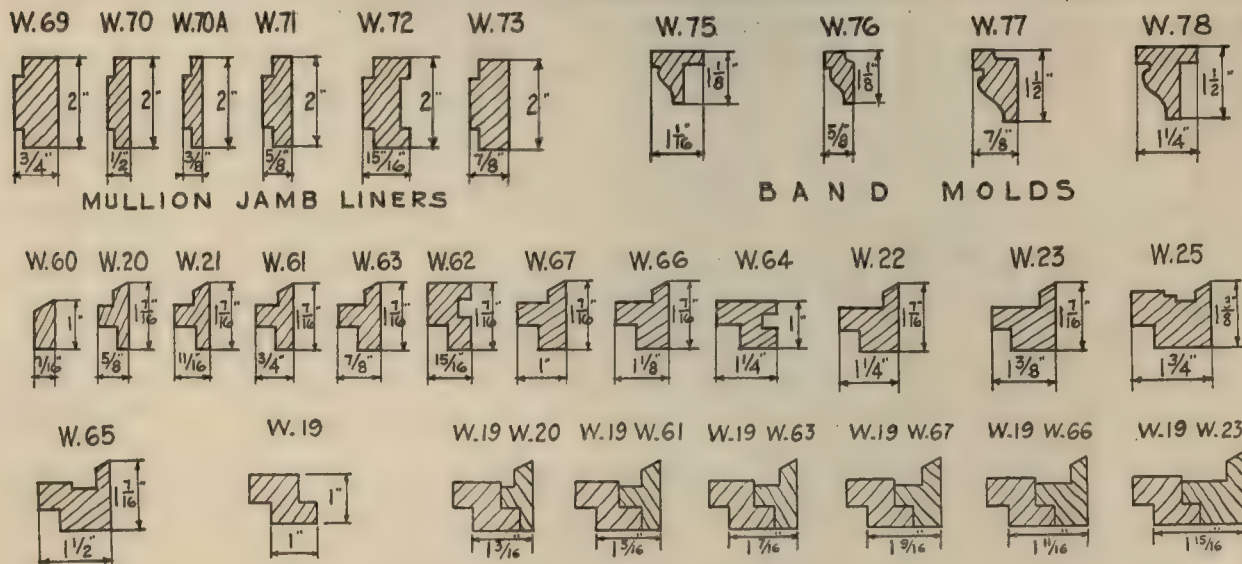 W.69 W.70 W.70A W.71 W.72 W.73 W.75 W.76 W.77 W.78
2" 2" 2" 2" 2" 2" 1 1/8" 1 1/8" 1 1/2" 1 1/2"
3/4" 1/2" 3/8" 5/8" 15/16" 7/8" 1 1/16" 5/8" 7/8" 1 1/4"
MULLION JAMB LINERS BAND MOLDS
W.60 W.20 W.21 W.61 W.63 W.62 W.67 W.66 W.64 W.22 W.23 W.25
1" 1 7/16" 1 7/16" 1 7/16" 1 7/16" 1 7/16" 1 7/16" 1 7/16" 1" 1 7/16" 1 7/16" 1 3/8"
7/16" 5/8" 11/16" 3/4" 7/8" 15/16" 1" 1 1/8" 1 1/4" 1 1/4" 1 3/8" 1 3/4"
W.65 W.19 W.19 W.20 W.19 W.61 W.19 W.63 W.19 W.67 W.19 W.66 W.19 W.23
1 7/16" 1"
1 1/2" 1" 1 3/16" 1 5/16" 1 7/16" 1 9/16" 1 11/16" 1 15/16"